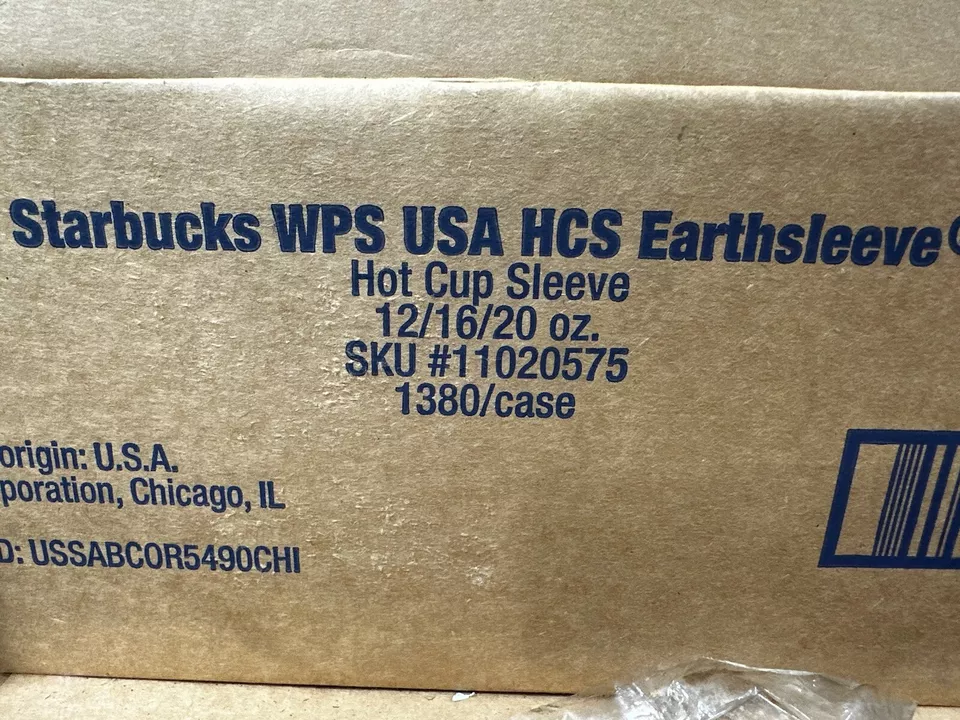 Starbucks WPS USA HCS Earthsleeve
Hot Cup Sleeve
12/16/20 oz.
SKU #11020575
1380/case
origin: U.S.A.
poration, Chicago, IL
D: USSABCOR5490CHI